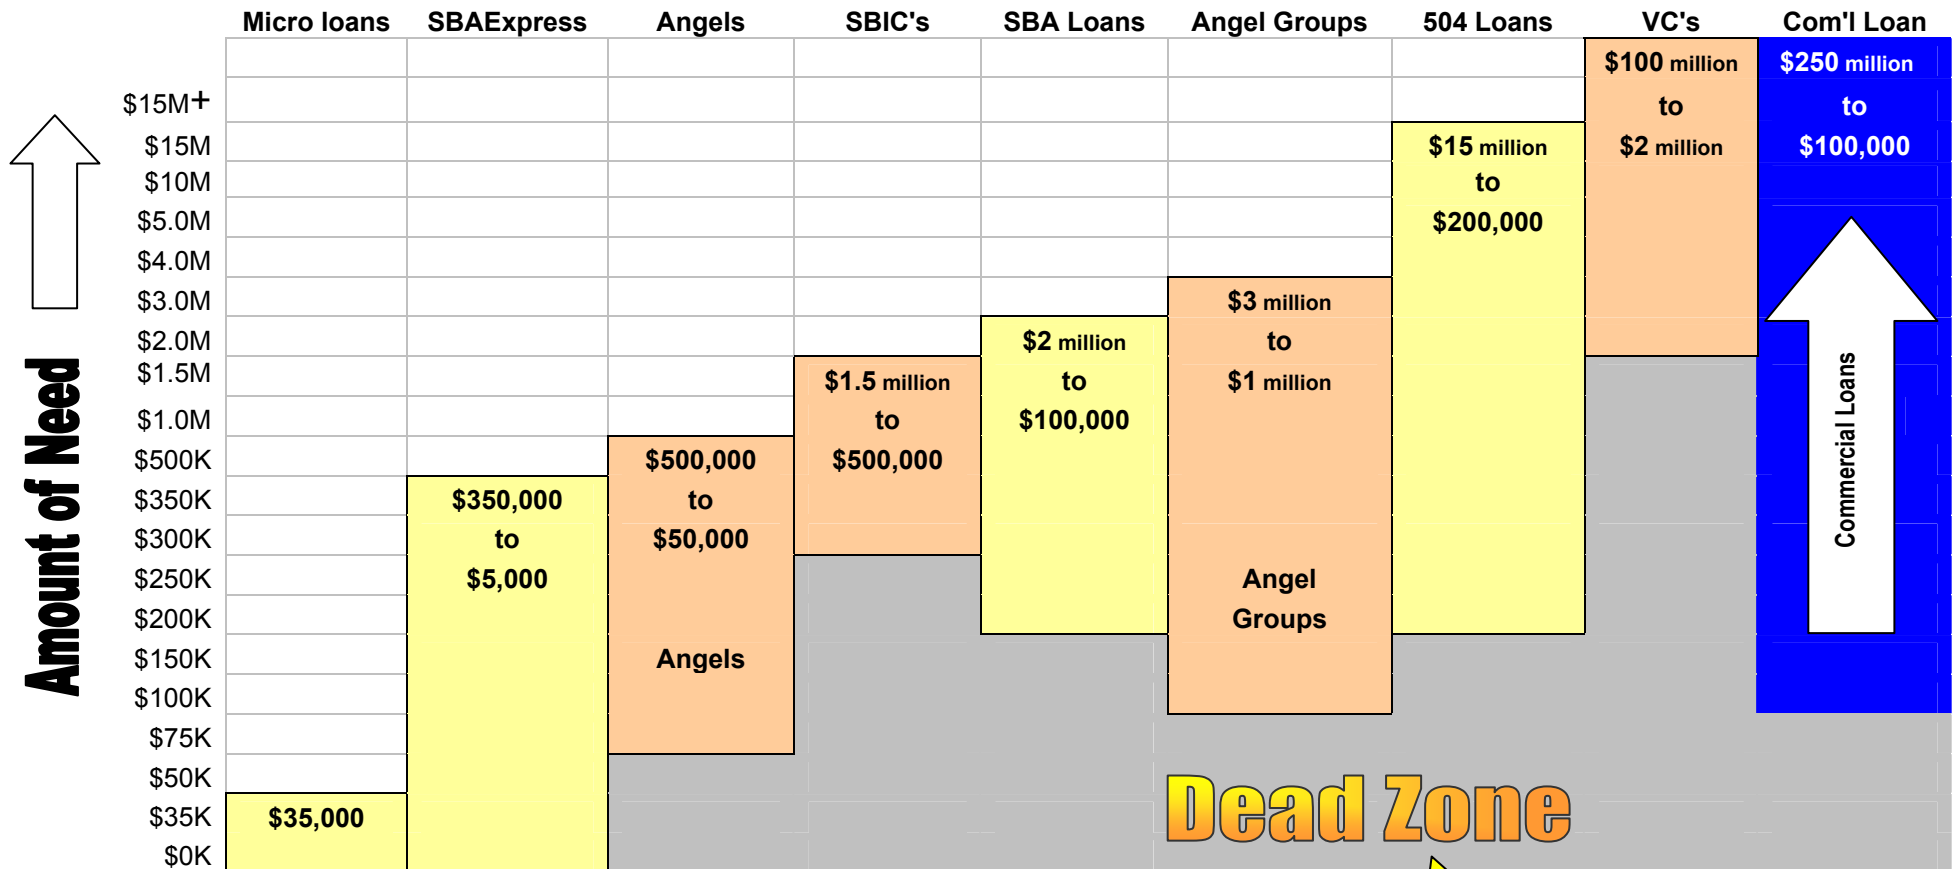 Micro loans SBAExpress Angels SBIC's SBA Loans Angel Groups 504 Loans VC's Com'l Loan
$100 million $250 million
$15M+ to to
$15M $15 million $2 million $100,000
$10M to
$5.0M $200,000
$4.0M
$3.0M $3 million
$2.0M $2 million to
$1.5M $1.5 million to $1 million
$1.0M to $100,000
$500K $500,000 $500,000
$350K $350,000 to
$300K to $50,000
$250K $5,000 Angel
$200K Groups
$150K Angels
$100K
$75K
$50K
$35K $35,000
$0K
Amount of Need
Commercial Loans
Dead Zone